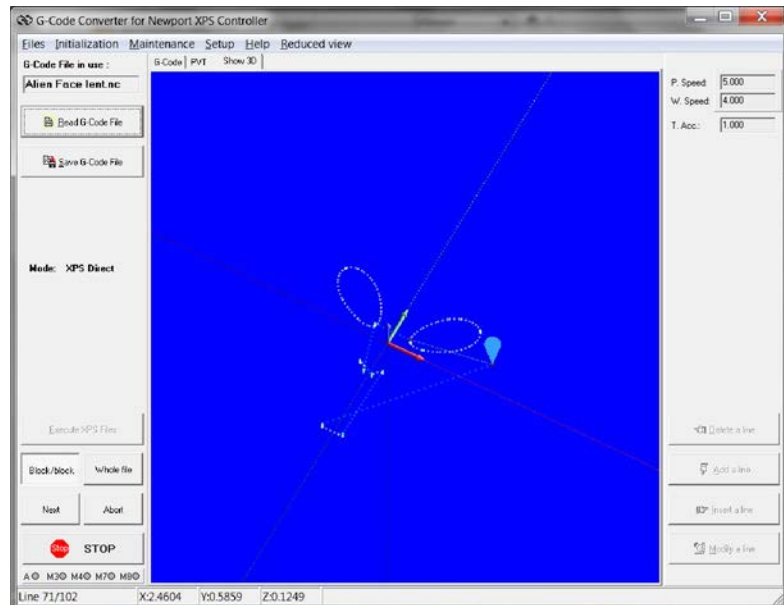 G-Code Converter for Newport XPS Controller
Files Initialization Maintenance Setup Help Reduced view
G-Code File in use :
Alien Face lent.nc
Read G-Code File
Save G-Code File
Mode: XPS Direct
Execute XPS Files
Block/block Whole file
Next Abort
Stop STOP
A M3 M4 M7 M8
G-Code PVT Show 3D
P. Speed: 5.000
W. Speed: 4.000
T. Acc.: 1.000
Delete a line
Add a line
Insert a line
Modify a line
Line 71/102 X:2.4604 Y:0.5859 Z:0.1249